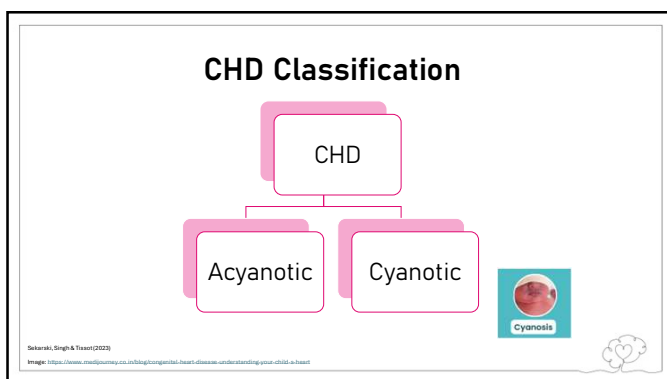 CHD Classification
CHD
Acyanotic
Cyanotic
Cyanosis
Sekarski, Singh & Tissot (2023)
Image: https://www.medijourney.co.in/blog/congenital-heart-disease-understanding-your-child-s-heart